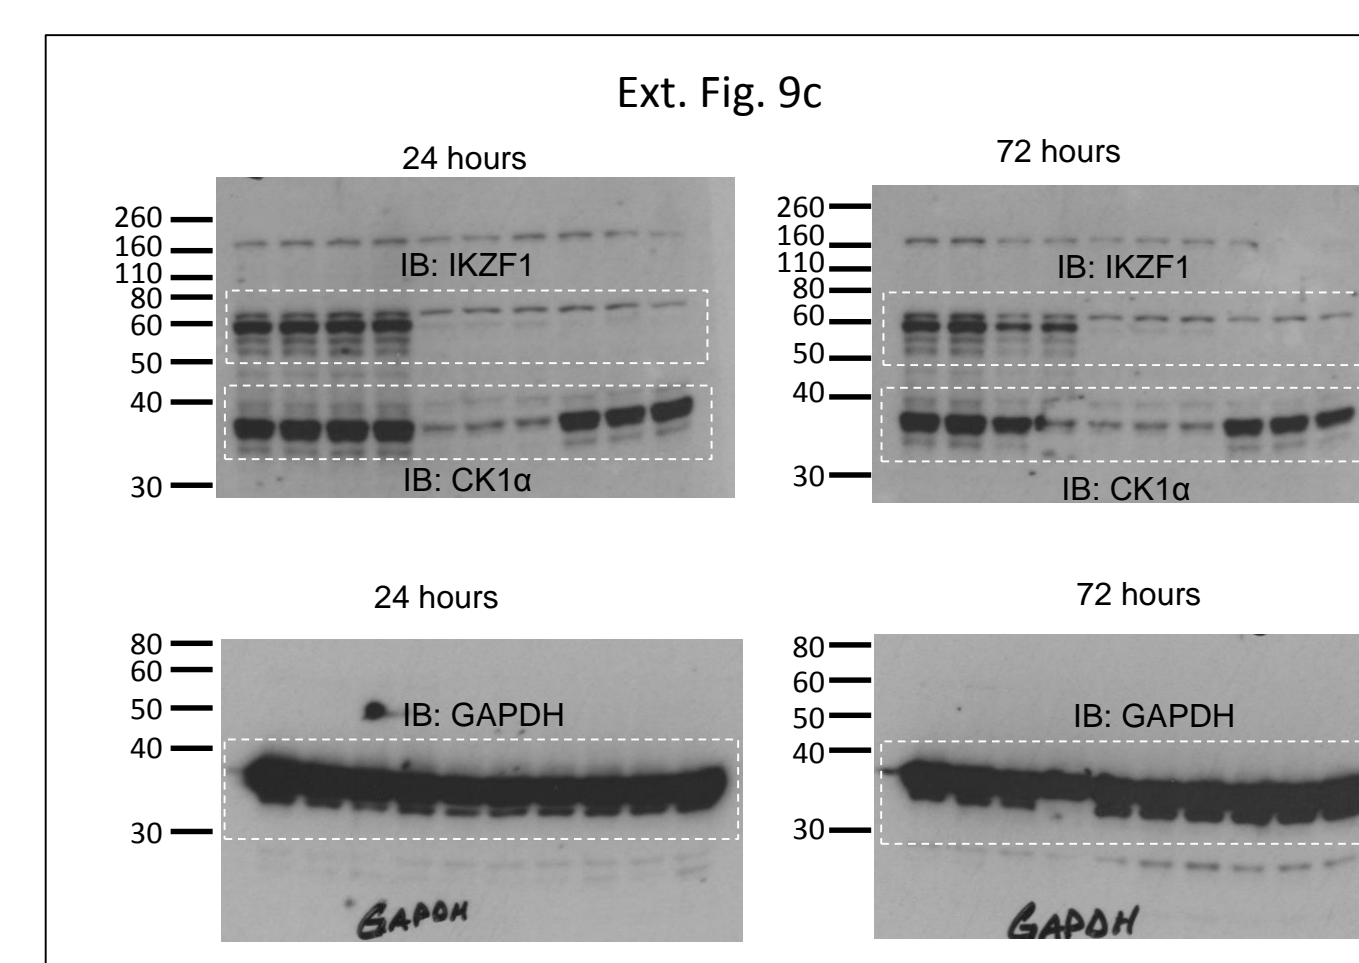 Ext. Fig. 9c
24 hours
72 hours
260
160
110
80
60
50
40
30
IB: IKZF1
IB: CK1α
260
160
110
80
60
50
40
30
IB: IKZF1
IB: CK1α
24 hours
72 hours
80
60
50
40
30
IB: GAPDH
GAPDH
80
60
50
40
30
IB: GAPDH
GAPDH